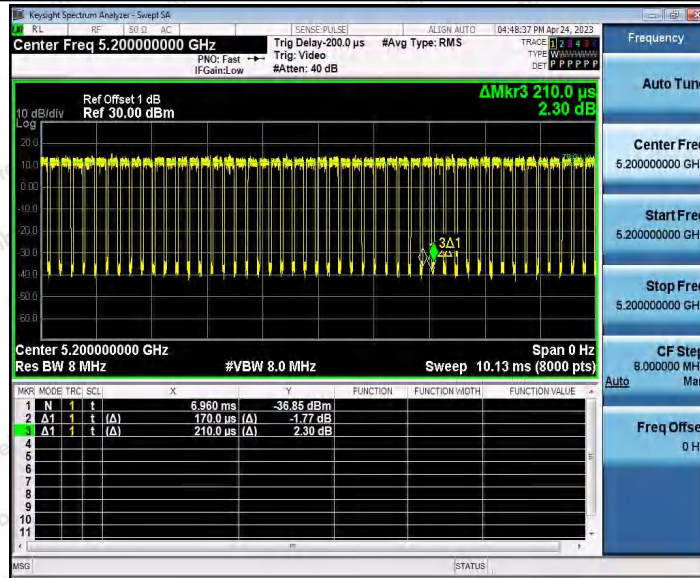 Keysight Spectrum Analyzer - Swept SA
RL RF 50 Ω AC SENSE:PULSE ALIGN AUTO 04:48:37 PM Apr 24, 2023
Center Freq 5.200000000 GHz
PNO: Fast
IFGain:Low
Trig Delay-200.0 µs #Avg Type: RMS
Trig: Video
#Atten: 40 dB
TRACE 1 2 3 4 5 6
TYPE W
DET P P P P P P
Frequency
Auto Tune
ΔMkr3 210.0 µs
2.30 dB
Ref Offset 1 dB
10 dB/div Ref 30.00 dBm
Log
20.0
10.0
0.00
-10.0
-20.0
-30.0
-40.0
-50.0
-60.0
3Δ1
Center Freq
5.200000000 GH
Start Freq
5.200000000 GH
Stop Freq
5.200000000 GH
Center 5.200000000 GHz Span 0 Hz
Res BW 8 MHz #VBW 8.0 MHz Sweep 10.13 ms (8000 pts)
CF Step
8.000000 MH
Auto Ma
MKR MODE TRC SCL X Y FUNCTION FUNCTION WIDTH FUNCTION VALUE
1 N 1 t 6.960 ms -36.85 dBm
2 Δ1 1 t (Δ) 170.0 µs (Δ) -1.77 dB
3 Δ1 1 t (Δ) 210.0 µs (Δ) 2.30 dB
4
5
6
7
8
9
10
11
Freq Offse
0 H
MSG STATUS